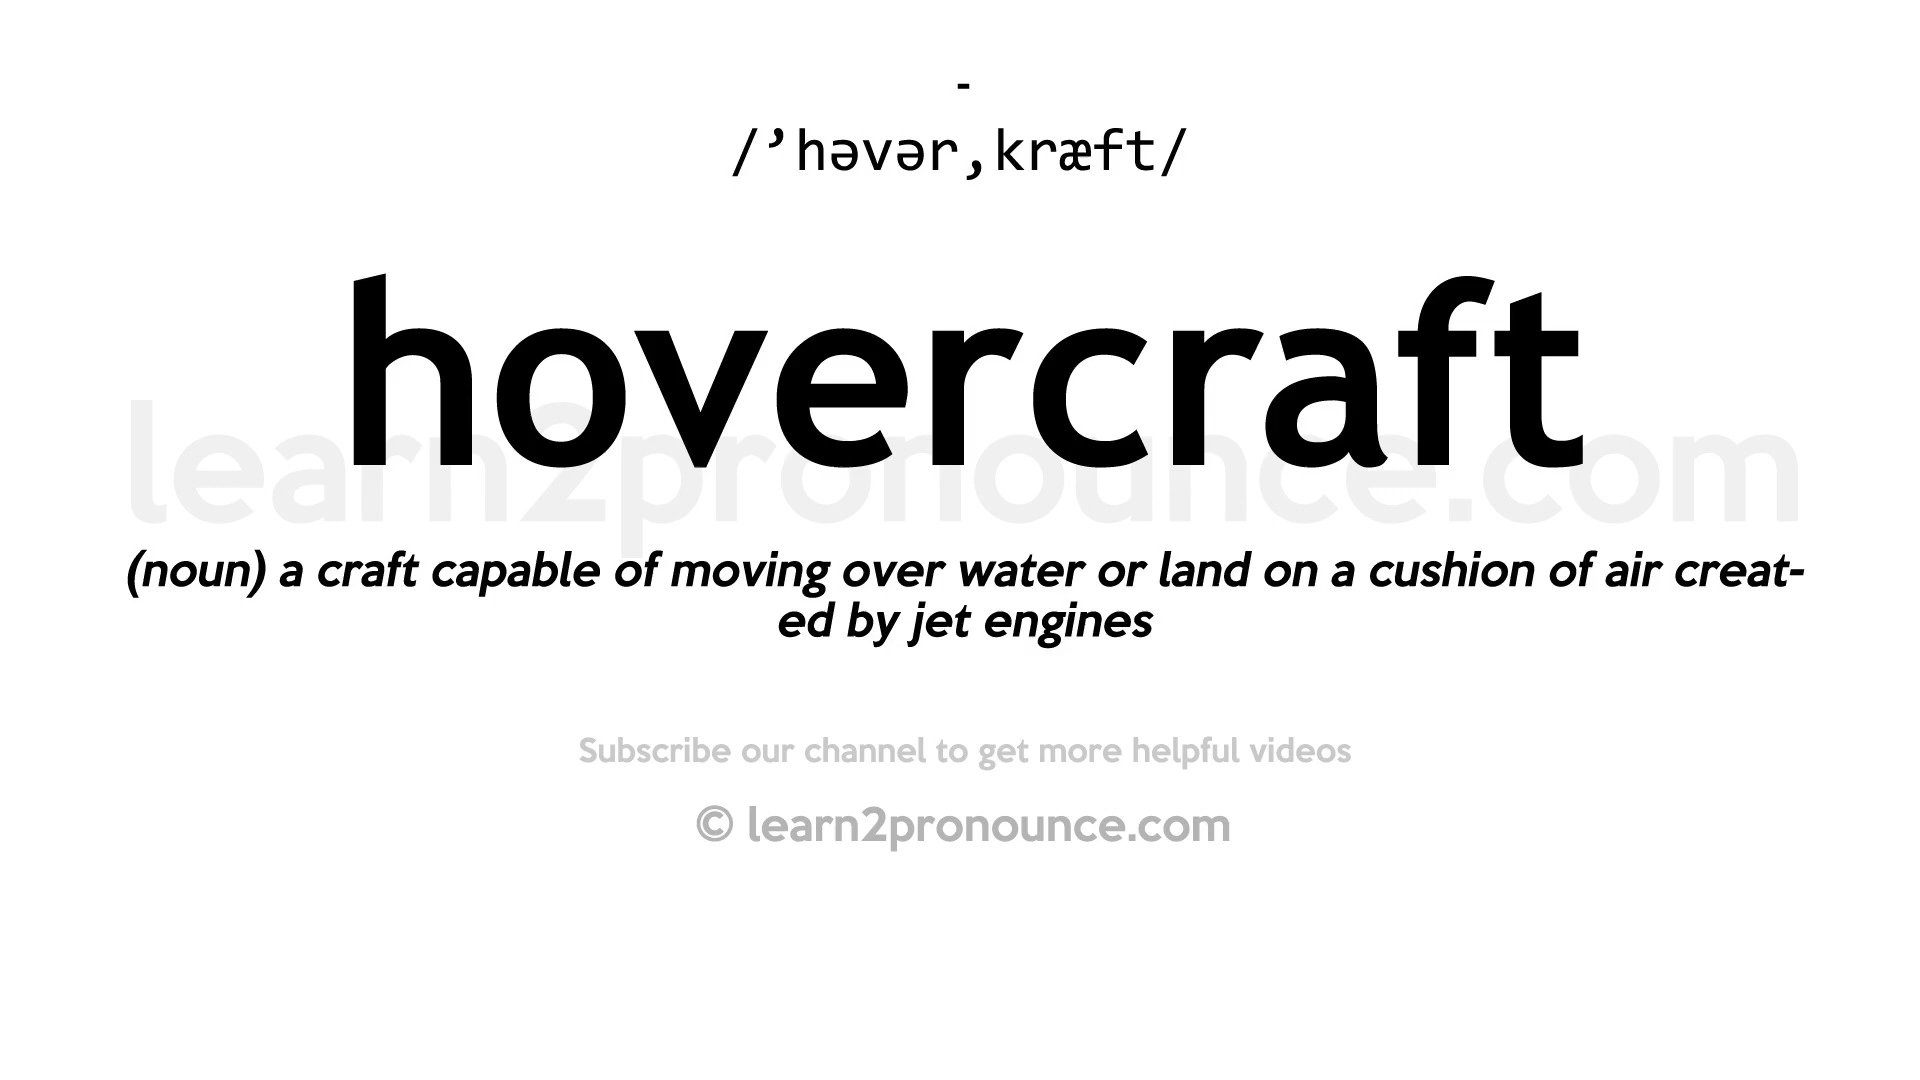 -
/’həvər,kræft/
hovercraft
learn2pronounce.com
(noun) a craft capable of moving over water or land on a cushion of air creat-
ed by jet engines
Subscribe our channel to get more helpful videos
© learn2pronounce.com